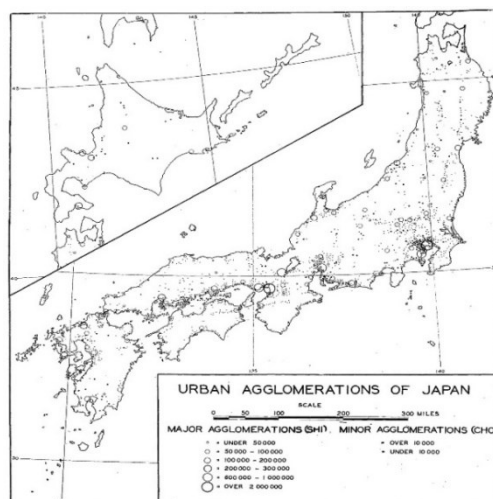 URBAN AGGLOMERATIONS OF JAPAN
SCALE
0 50 100 200 300 MILES
MAJOR AGGLOMERATIONS (SHI) MINOR AGGLOMERATIONS (CHO
= UNDER 50 000 = OVER 10 000
= 50 000 - 100 000 = UNDER 10 000
= 100 000 - 200 000
= 200 000 - 300 000
= 600 000 - 1 000 000
= OVER 2 000 000